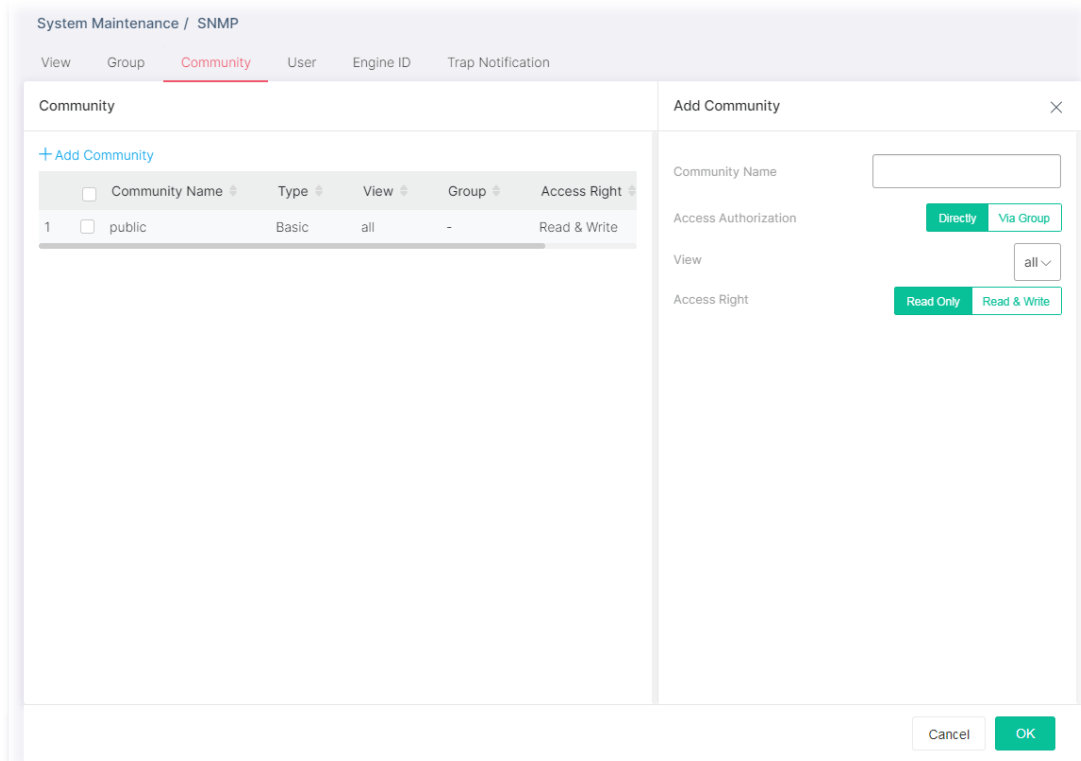 System Maintenance / SNMP
View Group Community User Engine ID Trap Notification
Community
+ Add Community
Community Name Type View Group Access Right
1 public Basic all - Read & Write
Add Community
Community Name
Access Authorization Directly Via Group
View all
Access Right Read Only Read & Write
Cancel OK